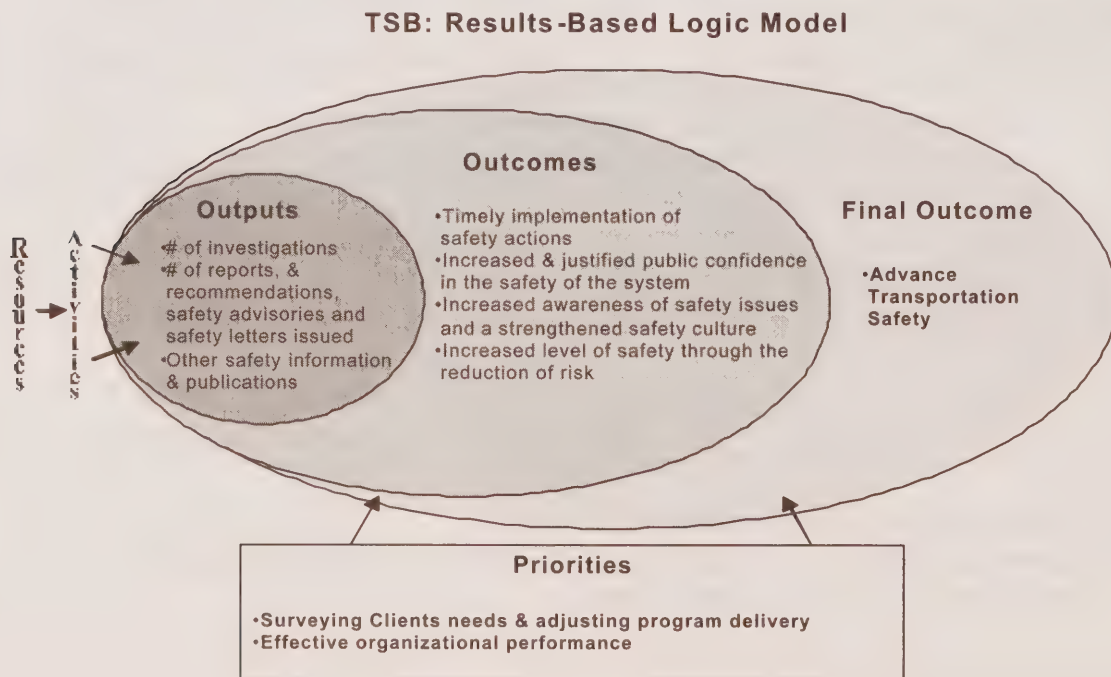 TSB: Results-Based Logic Model
Resources
Activities
Outputs
•# of investigations
•# of reports, &
recommendations,
safety advisories and
safety letters issued
•Other safety information
& publications
Outcomes
•Timely implementation of
safety actions
•Increased & justified public confidence
in the safety of the system
•Increased awareness of safety issues
and a strengthened safety culture
•Increased level of safety through the
reduction of risk
Final Outcome
•Advance
Transportation
Safety
Priorities
•Surveying Clients needs & adjusting program delivery
•Effective organizational performance